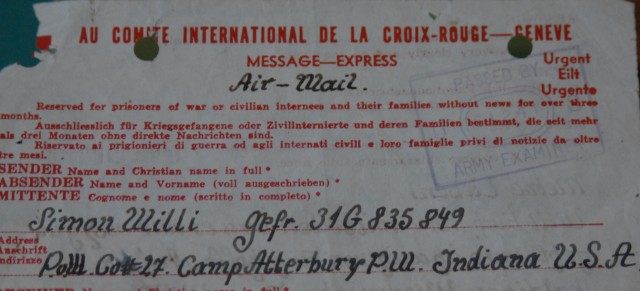 AU COMITE INTERNATIONAL DE LA CROIX-ROUGE—GENEVE
MESSAGE—EXPRESS
Air-Mail.
Urgent
Eilt
Urgente
PASSED BY
ARMY EXAMINER
Reserved for prisoners of war or civilian internees and their families without news for over three
months.
Ausschliesslich für Kriegsgefangene oder Zivilinternierte und deren Familien bestimmt, die seit mehr
als drei Monaten ohne direkte Nachrichten sind.
Riservato ai prigionieri di guerra od agli internati civili e loro famiglie privi di notizie da oltre
tre mesi.
SENDER Name and Christian name in full *
ABSENDER Name and Vorname (voll ausschrieben) *
MITTENTE Cognome e nome (scritto in completo) *
Simon Willi gefr. 31G 835849
Address
Anschrift
Indirizzo
P.o.W. Co# 27. Camp Atterbury P.W. Indiana U.S.A.